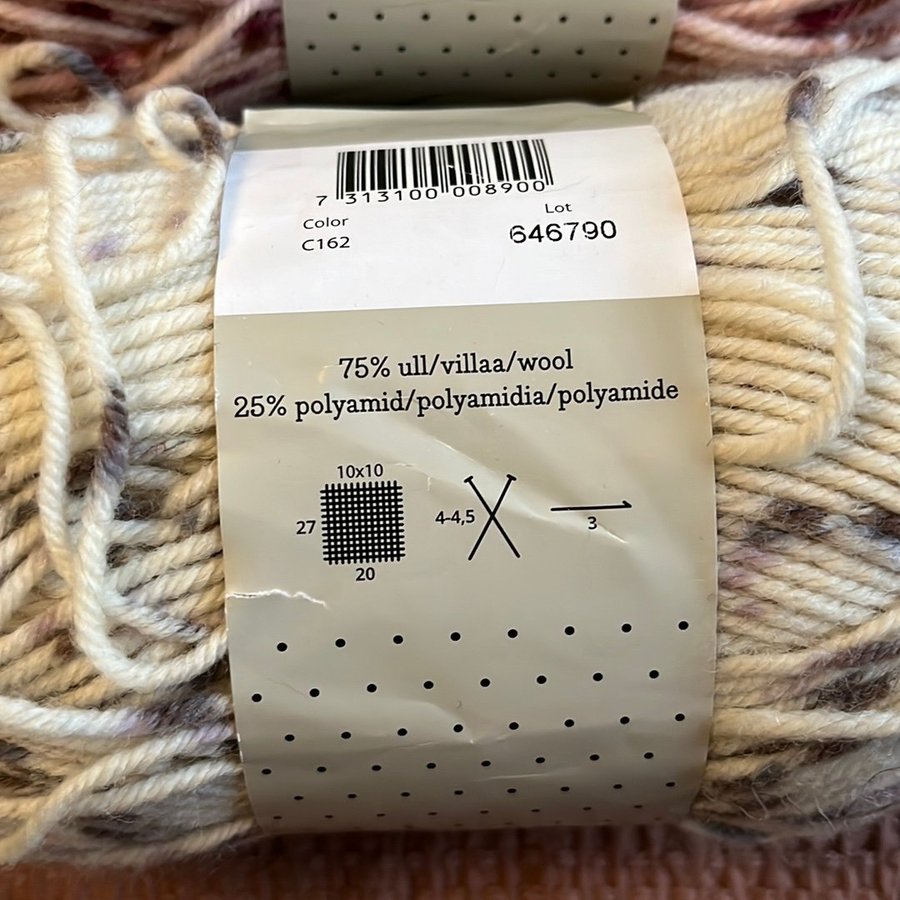 7 313100 008900
Color
C162
Lot
646790
75% ull/villaa/wool
25% polyamid/polyamidia/polyamide
10x10
27
20
4-4,5
3